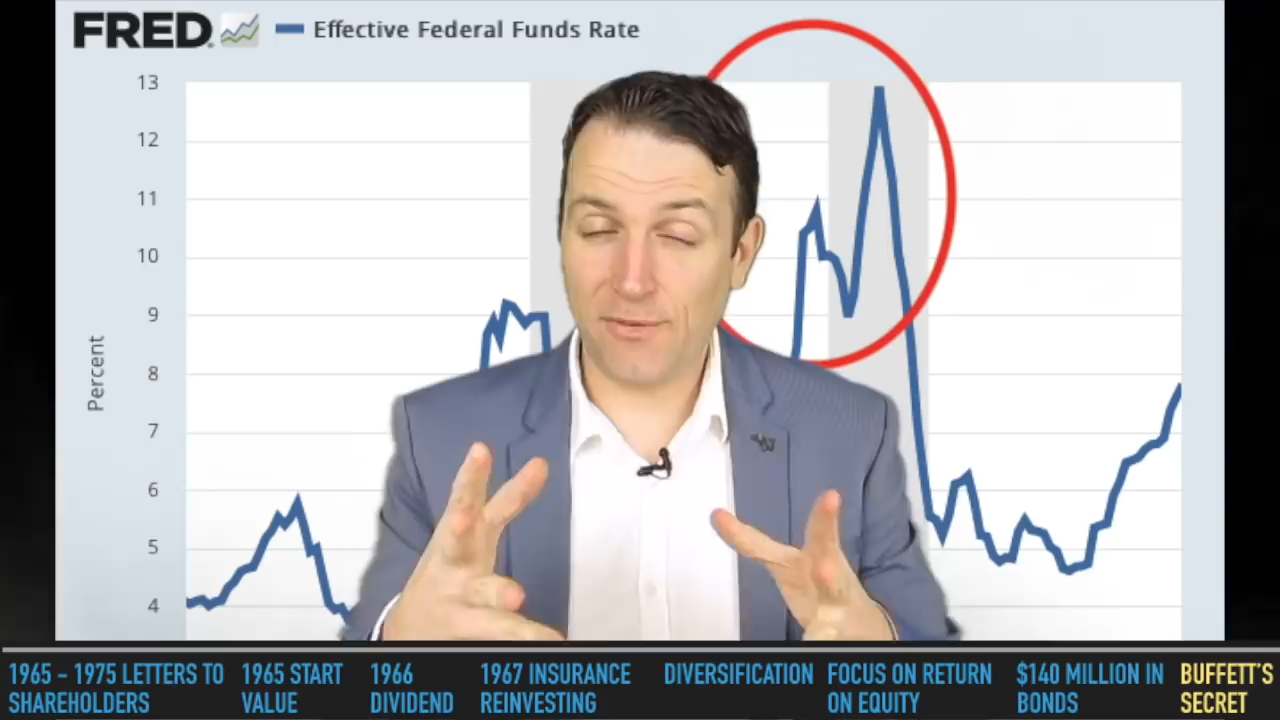 FRED
Effective Federal Funds Rate
13
12
11
10
9
8
7
6
5
4
Percent
1965 – 1975 LETTERS TO
SHAREHOLDERS
1965 START
VALUE
1966
DIVIDEND
1967 INSURANCE
REINVESTING
DIVERSIFICATION
FOCUS ON RETURN
ON EQUITY
$140 MILLION IN
BONDS
BUFFETT'S
SECRET